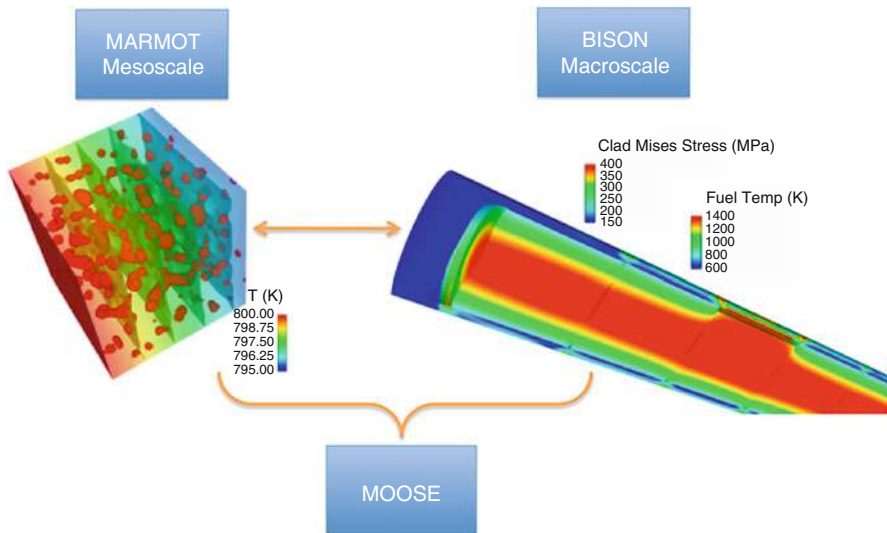 MARMOT
Mesoscale
BISON
Macroscale
Clad Mises Stress (MPa)
400
350
300
250
200
150
Fuel Temp (K)
1400
1200
1000
800
600
T (K)
800.00
798.75
797.50
796.25
795.00
MOOSE